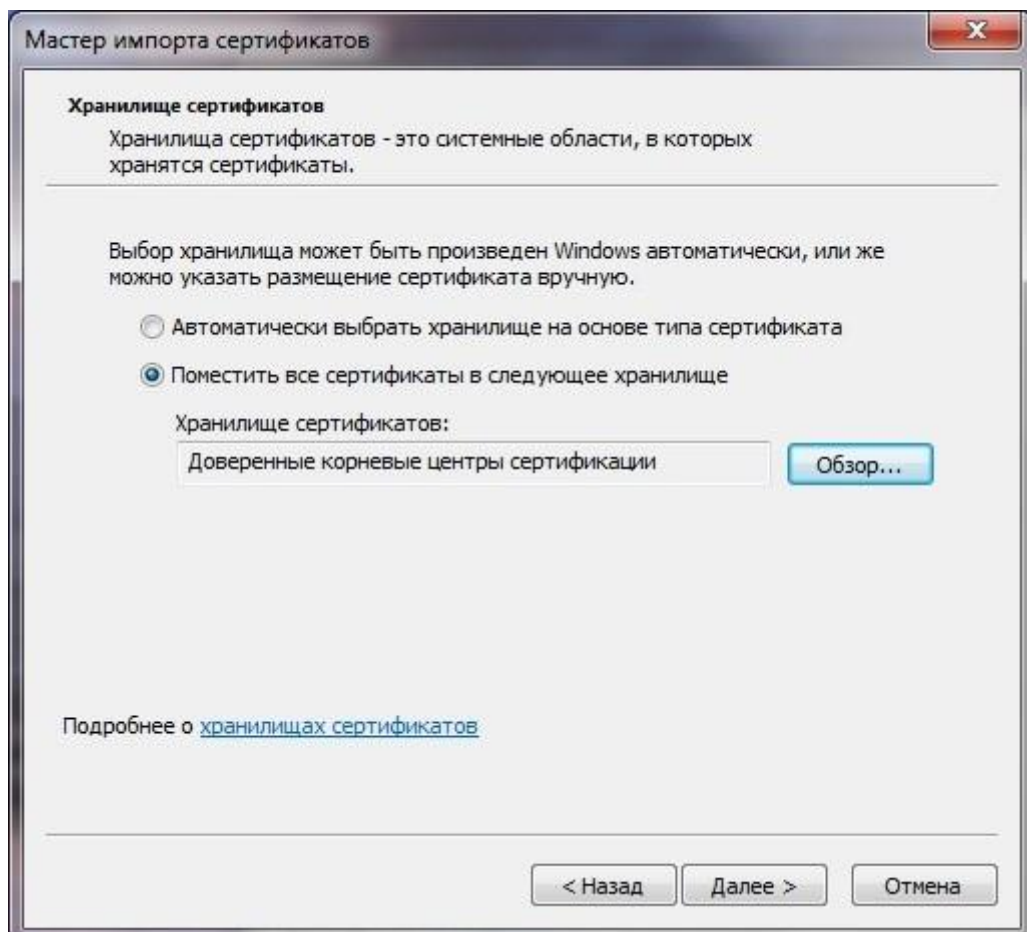 Мастер импорта сертификатов
Хранилище сертификатов
Хранилища сертификатов - это системные области, в которых
хранятся сертификаты.
Выбор хранилища может быть произведен Windows автоматически, или же
можно указать размещение сертификата вручную.
Автоматически выбрать хранилище на основе типа сертификата
Поместить все сертификаты в следующее хранилище
Хранилище сертификатов:
Доверенные корневые центры сертификации
Обзор...
Подробнее о хранилищах сертификатов
< Назад
Далее >
Отмена